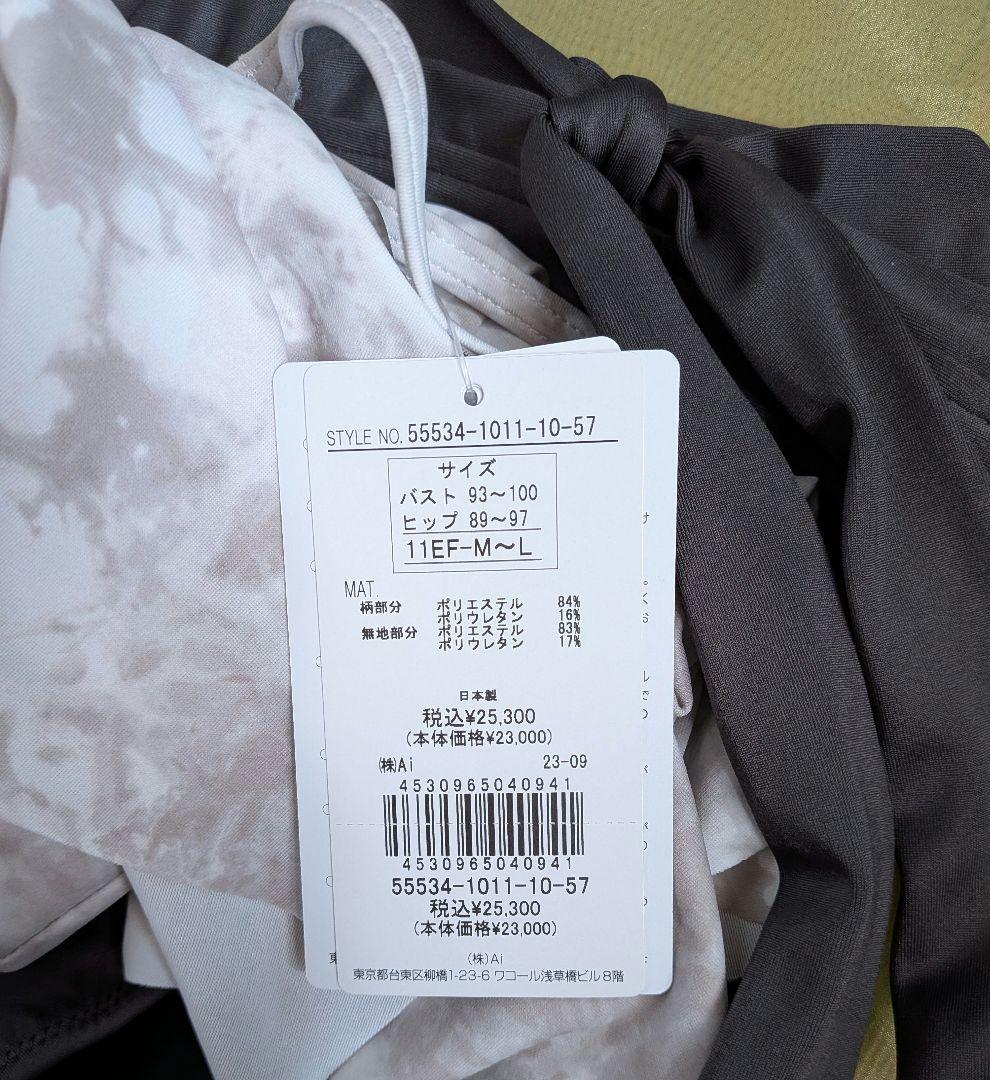 STYLE NO. 55534-1011-10-57
サイズ
バスト 93～100
ヒップ 89～97
11EF-M～L
MAT.
柄部分 ポリエステル 84%
ポリウレタン 16%
無地部分 ポリエステル 83%
ポリウレタン 17%
日本製
税込¥25,300
(本体価格¥23,000)
㈱Ai 23-09
4530965040941
4530965040941
55534-1011-10-57
税込¥25,300
(本体価格¥23,000)
(株)Ai
東京都台東区柳橋1-23-6 ワコール浅草橋ビル8階